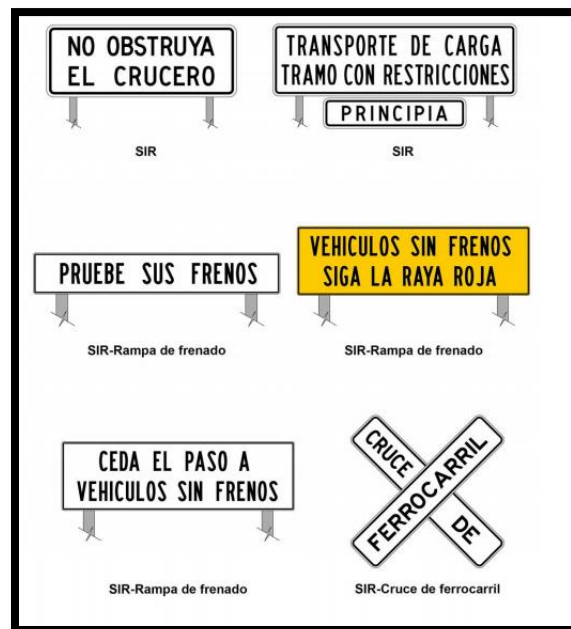 NO OBSTRUYA
EL CRUCERO
SIR
TRANSPORTE DE CARGA
TRAMO CON RESTRICCIONES
PRINCIPIA
SIR
PRUEBE SUS FRENOS
SIR-Rampa de frenado
VEHICULOS SIN FRENOS
SIGA LA RAYA ROJA
SIR-Rampa de frenado
CEDA EL PASO A
VEHICULOS SIN FRENOS
SIR-Rampa de frenado
CRUCE DE
FERROCARRIL
SIR-Cruce de ferrocarril